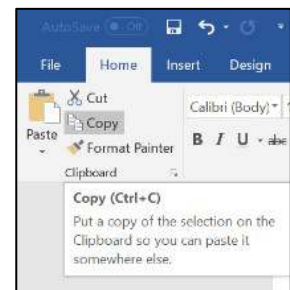 AutoSave Off
File Home Insert Design
Cut
Copy
Format Painter
Paste
Calibri (Body)
B I U abc
Clipboard
Copy (Ctrl+C)
Put a copy of the selection on the
Clipboard so you can paste it
somewhere else.